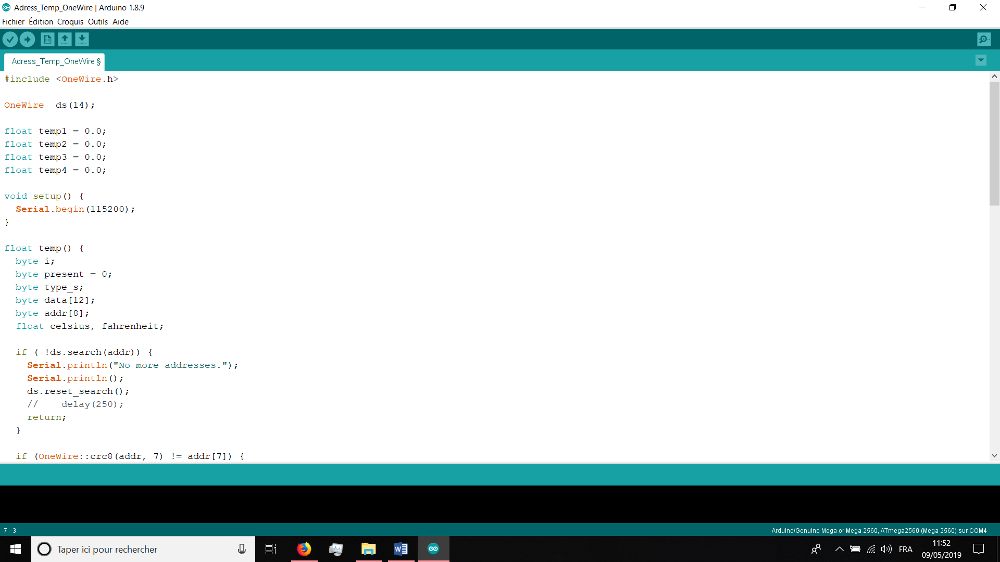 Adress_Temp_OneWire | Arduino 1.8.9
Fichier Édition Croquis Outils Aide
Adress_Temp_OneWire §
#include <OneWire.h>
OneWire  ds(14);
float temp1 = 0.0;
float temp2 = 0.0;
float temp3 = 0.0;
float temp4 = 0.0;
void setup() {
  Serial.begin(115200);
}
float temp() {
  byte i;
  byte present = 0;
  byte type_s;
  byte data[12];
  byte addr[8];
  float celsius, fahrenheit;
  if ( !ds.search(addr)) {
    Serial.println("No more addresses.");
    Serial.println();
    ds.reset_search();
    //    delay(250);
    return;
  }
  if (OneWire::crc8(addr, 7) != addr[7]) {
7 - 3
Arduino/Genuino Mega or Mega 2560, ATmega2560 (Mega 2560) sur COM4
Taper ici pour rechercher
FRA
11:52
09/05/2019